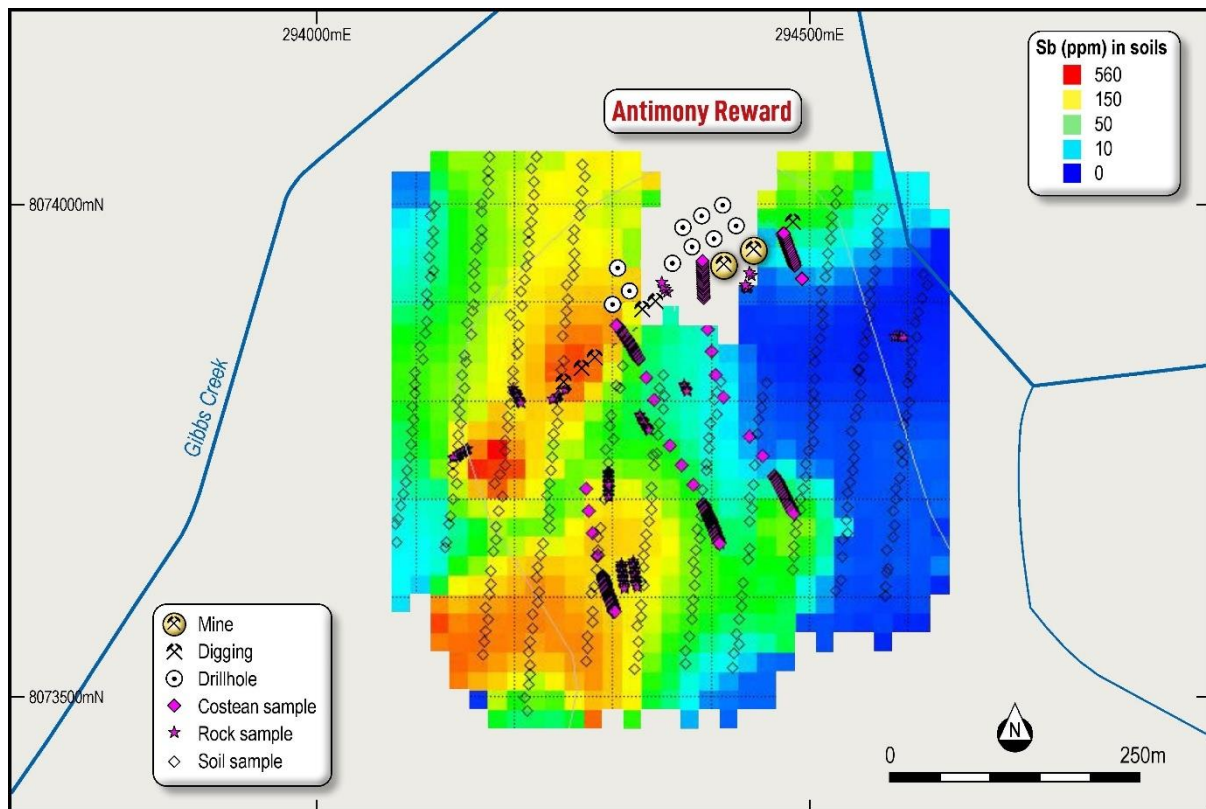 294000mE
294500mE
Sb (ppm) in soils
560
150
50
10
0
Antimony Reward
8074000mN
Gibbs Creek
8073500mN
Mine
Digging
Drillhole
Costean sample
Rock sample
Soil sample
N
0
250m